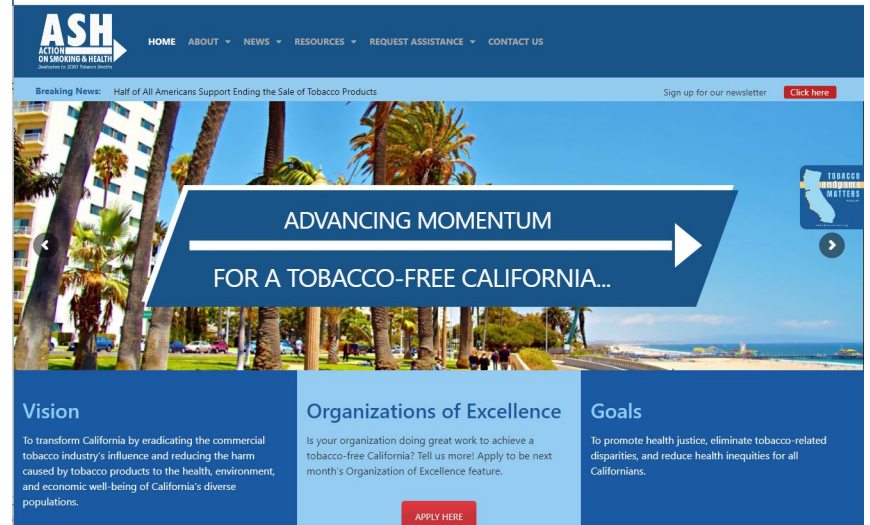 ASH
ACTION
ON SMOKING & HEALTH
Dedicated to ZERO Tobacco Deaths
HOME ABOUT NEWS RESOURCES REQUEST ASSISTANCE CONTACT US
Breaking News: Half of All Americans Support Ending the Sale of Tobacco Products
Sign up for our newsletter Click here
TOBACCO
endgame
MATTERS
ADVANCING MOMENTUM
FOR A TOBACCO-FREE CALIFORNIA...
Vision
To transform California by eradicating the commercial
tobacco industry's influence and reducing the harm
caused by tobacco products to the health, environment,
and economic well-being of California's diverse
populations.
Organizations of Excellence
Is your organization doing great work to achieve a
tobacco-free California? Tell us more! Apply to be next
month's Organization of Excellence feature.
APPLY HERE
Goals
To promote health justice, eliminate tobacco-related
disparities, and reduce health inequities for all
Californians.